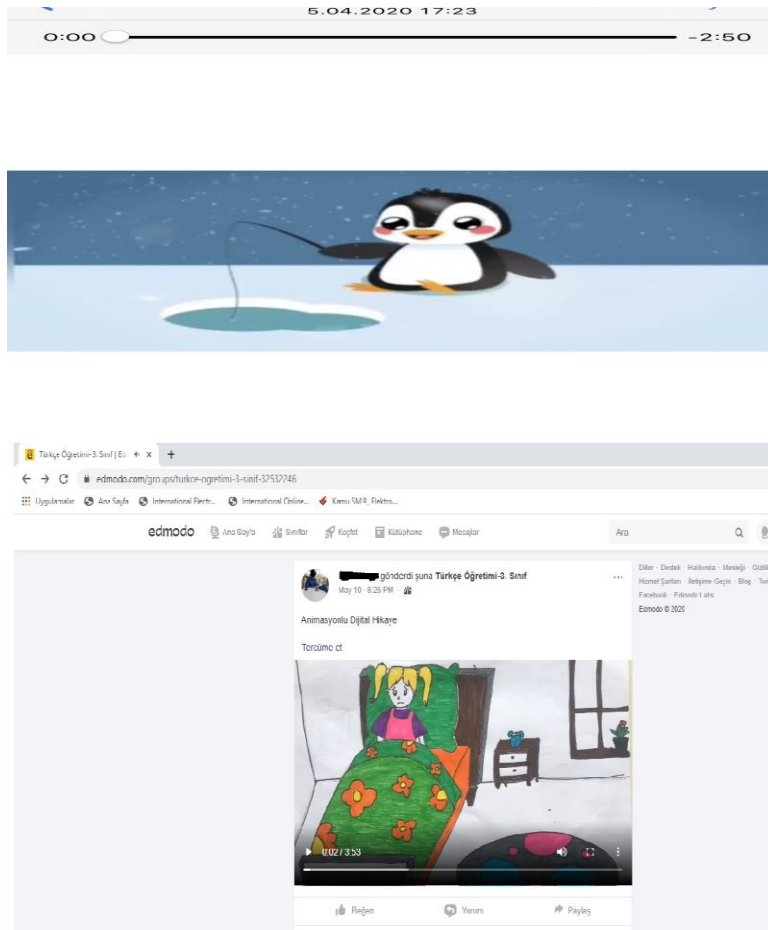 5.04.2020 17:23
0:00 -2:50
Türkçe Öğretimi-3. Sınıf | Ed
edmodo.com/groups/turkce-ogretimi-3-sinif-32537246
Uygulamalar Ana Sayfa International Electr... International Online... Kamu SM®, Elektro...
edmodo Ana Sayfa Sınıflar Keşfet Kütüphane Mesajlar Ara
gönderdi şuna Türkçe Öğretimi-3. Sınıf
May 10 · 6:25 PM ·
Animasyonlu Dijital Hikaye
Tercüme et
0:02 / 3:53
Beğen Yorum Paylaş
Diller · Destek · Hakkında · Mesleği · Gizlili
Hizmet Şartları · İletişime Geçin · Blog · Twi
Facebook · Edmodo Labs
Edmodo © 2020